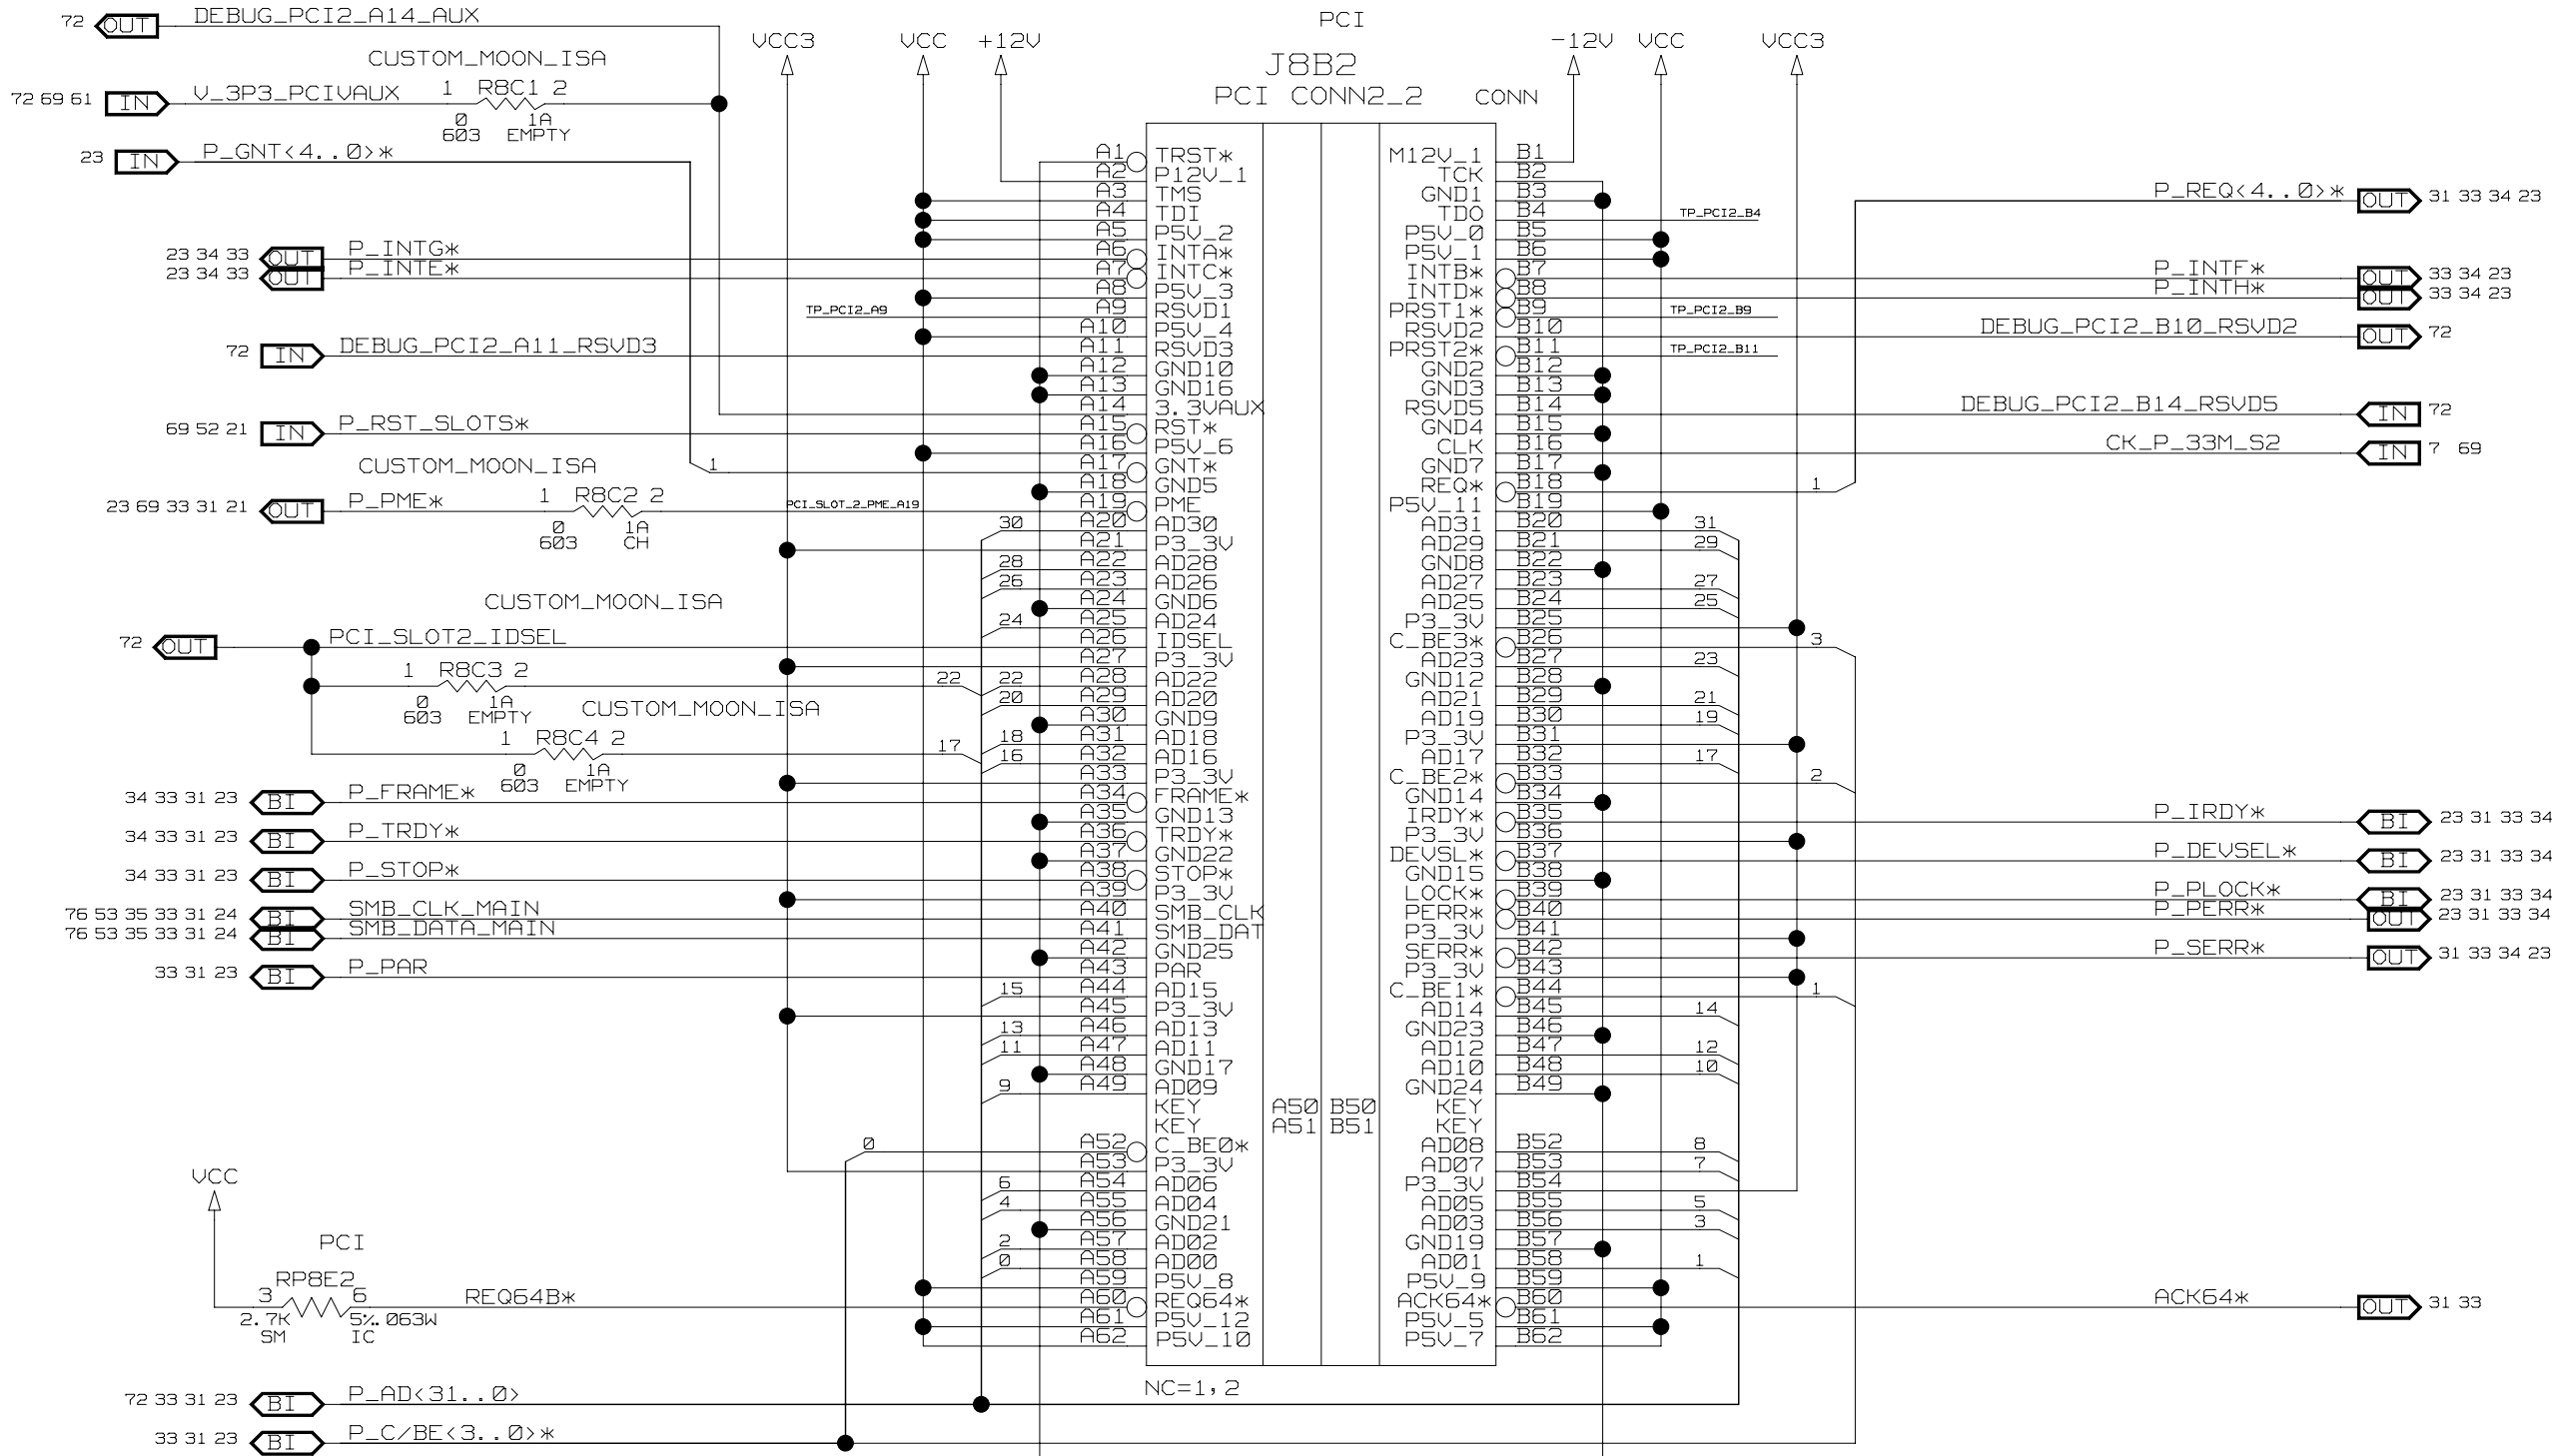 PCI
J8B2
PCI CONN2_2 CONN
VCC3 VCC +12V
-12V VCC VCC3
72 OUT DEBUG_PCI2_A14_AUX
CUSTOM_MOON_ISA
72 69 61 IN V_3P3_PCIVAUX 1 R8C1 2
0 1A
603 EMPTY
23 IN P_GNT<4..0>*
23 34 33 OUT P_INTG*
23 34 33 OUT P_INTE*
TP_PCI2_A9
72 IN DEBUG_PCI2_A11_RSVD3
69 52 21 IN P_RST_SLOTS*
1
CUSTOM_MOON_ISA
23 69 33 31 21 OUT P_PME* 1 R8C2 2 PCI_SLOT_2_PME_A19
0 1A
603 CH
CUSTOM_MOON_ISA
72 OUT PCI_SLOT2_IDSEL
1 R8C3 2 22
0 1A
603 EMPTY
CUSTOM_MOON_ISA
1 R8C4 2 17
0 1A
603 EMPTY
34 33 31 23 BI P_FRAME*
34 33 31 23 BI P_TRDY*
34 33 31 23 BI P_STOP*
76 53 35 33 31 24 BI SMB_CLK_MAIN
76 53 35 33 31 24 BI SMB_DATA_MAIN
33 31 23 BI P_PAR
VCC
PCI
RP8E2
3 6 REQ64B*
2.7K 5%.063W
SM IC
72 33 31 23 BI P_AD<31..0>
33 31 23 BI P_C/BE<3..0>*
A1 TRST* M12V_1 B1
A2 P12V_1 TCK B2
A3 TMS GND1 B3
A4 TDI TDO B4 TP_PCI2_B4
A5 P5V_2 P5V_0 B5
A6 INTA* P5V_1 B6
A7 INTC* INTB* B7
A8 P5V_3 INTD* B8
A9 RSVD1 PRST1* B9 TP_PCI2_B9
A10 P5V_4 RSVD2 B10
A11 RSVD3 PRST2* B11 TP_PCI2_B11
A12 GND10 GND2 B12
A13 GND16 GND3 B13
A14 3.3VAUX RSVD5 B14
A15 RST* GND4 B15
A16 P5V_6 CLK B16
A17 GNT* GND7 B17
A18 GND5 REQ* B18 1
A19 PME P5V_11 B19
30 A20 AD30 AD31 B20 31
A21 P3_3V AD29 B21 29
28 A22 AD28 GND8 B22
26 A23 AD26 AD27 B23 27
A24 GND6 AD25 B24 25
24 A25 AD24 P3_3V B25
A26 IDSEL C_BE3* B26 3
A27 P3_3V AD23 B27 23
22 A28 AD22 GND12 B28
20 A29 AD20 AD21 B29 21
A30 GND9 AD19 B30 19
18 A31 AD18 P3_3V B31
16 A32 AD16 AD17 B32 17
A33 P3_3V C_BE2* B33 2
A34 FRAME* GND14 B34
A35 GND13 IRDY* B35
A36 TRDY* P3_3V B36
A37 GND22 DEVSL* B37
A38 STOP* GND15 B38
A39 P3_3V LOCK* B39
A40 SMB_CLK PERR* B40
A41 SMB_DAT P3_3V B41
A42 GND25 SERR* B42
A43 PAR P3_3V B43
15 A44 AD15 C_BE1* B44 1
A45 P3_3V AD14 B45 14
13 A46 AD13 GND23 B46
11 A47 AD11 AD12 B47 12
A48 GND17 AD10 B48 10
9 A49 AD09 GND24 B49
KEY A50 B50 KEY
KEY A51 B51 KEY
0 A52 C_BE0* AD08 B52 8
A53 P3_3V AD07 B53 7
6 A54 AD06 P3_3V B54
4 A55 AD04 AD05 B55 5
A56 GND21 AD03 B56 3
2 A57 AD02 GND19 B57
0 A58 AD00 AD01 B58 1
A59 P5V_8 P5V_9 B59
A60 REQ64* ACK64* B60
A61 P5V_12 P5V_5 B61
A62 P5V_10 P5V_7 B62
NC=1,2
P_REQ<4..0>* OUT 31 33 34 23
P_INTF* OUT 33 34 23
P_INTH* OUT 33 34 23
DEBUG_PCI2_B10_RSVD2 OUT 72
DEBUG_PCI2_B14_RSVD5 IN 72
CK_P_33M_S2 IN 7 69
P_IRDY* BI 23 31 33 34
P_DEVSEL* BI 23 31 33 34
P_PLOCK* BI 23 31 33 34
P_PERR* OUT 23 31 33 34
P_SERR* OUT 31 33 34 23
ACK64* OUT 31 33